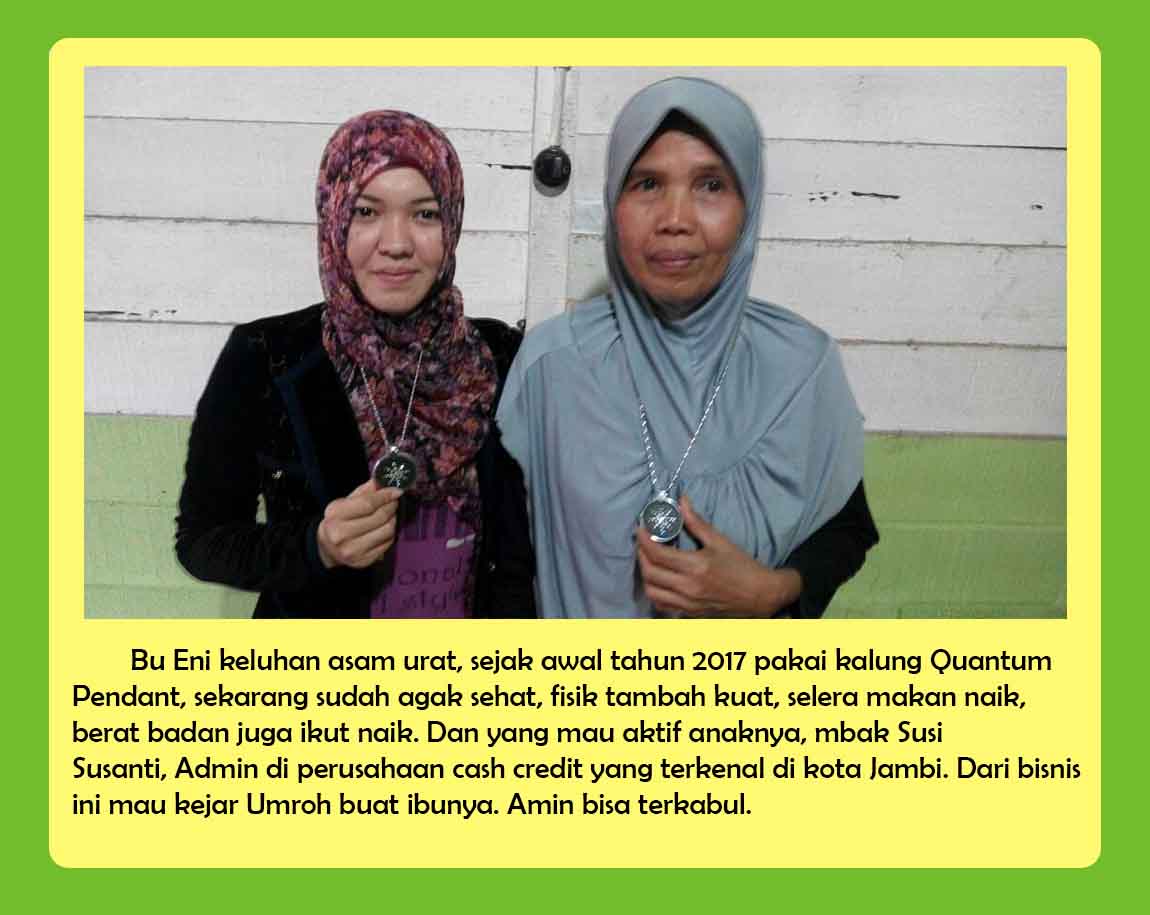 Bu Eni keluhan asam urat, sejak awal tahun 2017 pakai kalung Quantum
Pendant, sekarang sudah agak sehat, fisik tambah kuat, selera makan naik,
berat badan juga ikut naik. Dan yang mau aktif anaknya, mbak Susi
Susanti, Admin di perusahaan cash credit yang terkenal di kota Jambi. Dari bisnis
ini mau kejar Umroh buat ibunya. Amin bisa terkabul.